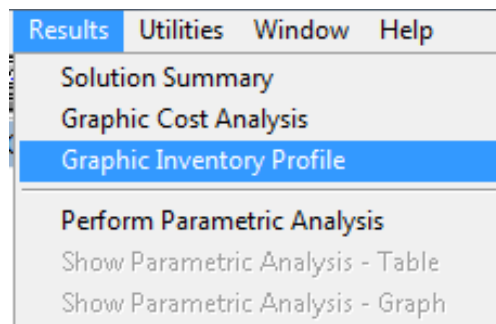 Results Utilities Window Help
Solution Summary
Graphic Cost Analysis
Graphic Inventory Profile
Perform Parametric Analysis
Show Parametric Analysis - Table
Show Parametric Analysis - Graph